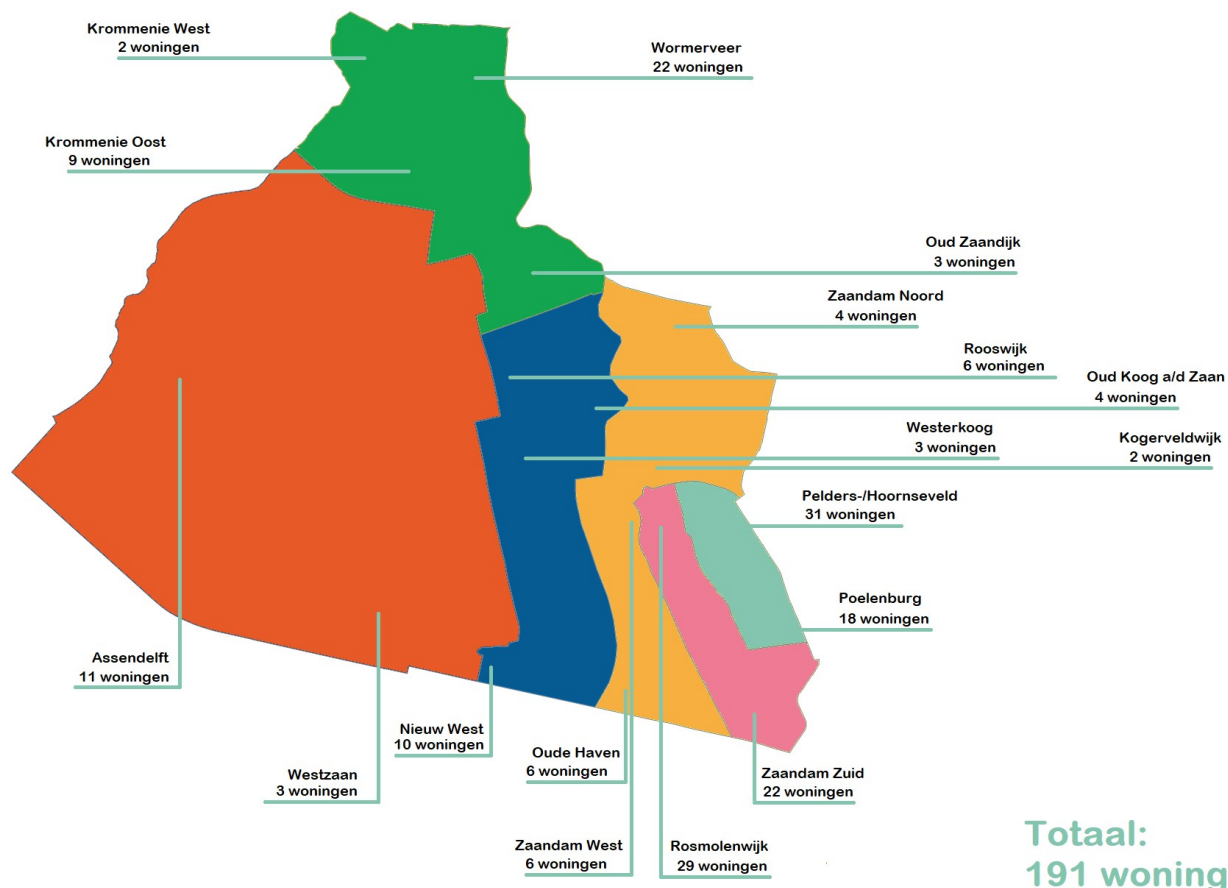 Krommenie West
2 woningen
Wormerveer
22 woningen
Krommenie Oost
9 woningen
Oud Zaandijk
3 woningen
Zaandam Noord
4 woningen
Rooswijk
6 woningen
Oud Koog a/d Zaan
4 woningen
Westerkoog
3 woningen
Kogerveldwijk
2 woningen
Pelders-/Hoornseveld
31 woningen
Poelenburg
18 woningen
Assendelft
11 woningen
Nieuw West
10 woningen
Oude Haven
6 woningen
Westzaan
3 woningen
Zaandam Zuid
22 woningen
Zaandam West
6 woningen
Rosmolenwijk
29 woningen
Totaal:
191 woning